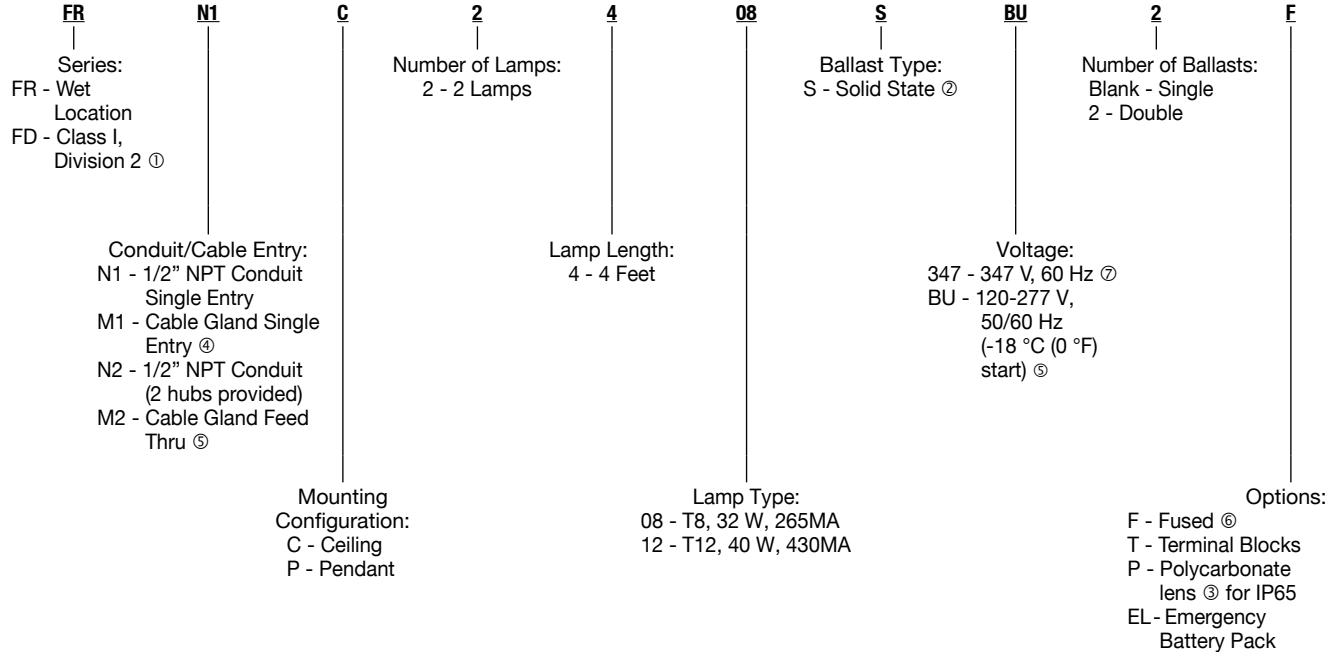 FR N1 C 2 4 08 S BU 2 F
Series:
FR - Wet
Location
FD - Class I,
Division 2 ①
Number of Lamps:
2 - 2 Lamps
Ballast Type:
S - Solid State ②
Number of Ballasts:
Blank - Single
2 - Double
Conduit/Cable Entry:
N1 - 1/2” NPT Conduit
Single Entry
M1 - Cable Gland Single
Entry ④
N2 - 1/2” NPT Conduit
(2 hubs provided)
M2 - Cable Gland Feed
Thru ⑤
Lamp Length:
4 - 4 Feet
Voltage:
347 - 347 V, 60 Hz ⑦
BU - 120-277 V,
50/60 Hz
(-18 °C (0 °F)
start) ⑤
Mounting
Configuration:
C - Ceiling
P - Pendant
Lamp Type:
08 - T8, 32 W, 265MA
12 - T12, 40 W, 430MA
Options:
F - Fused ⑥
T - Terminal Blocks
P - Polycarbonate
lens ③ for IP65
EL - Emergency
Battery Pack